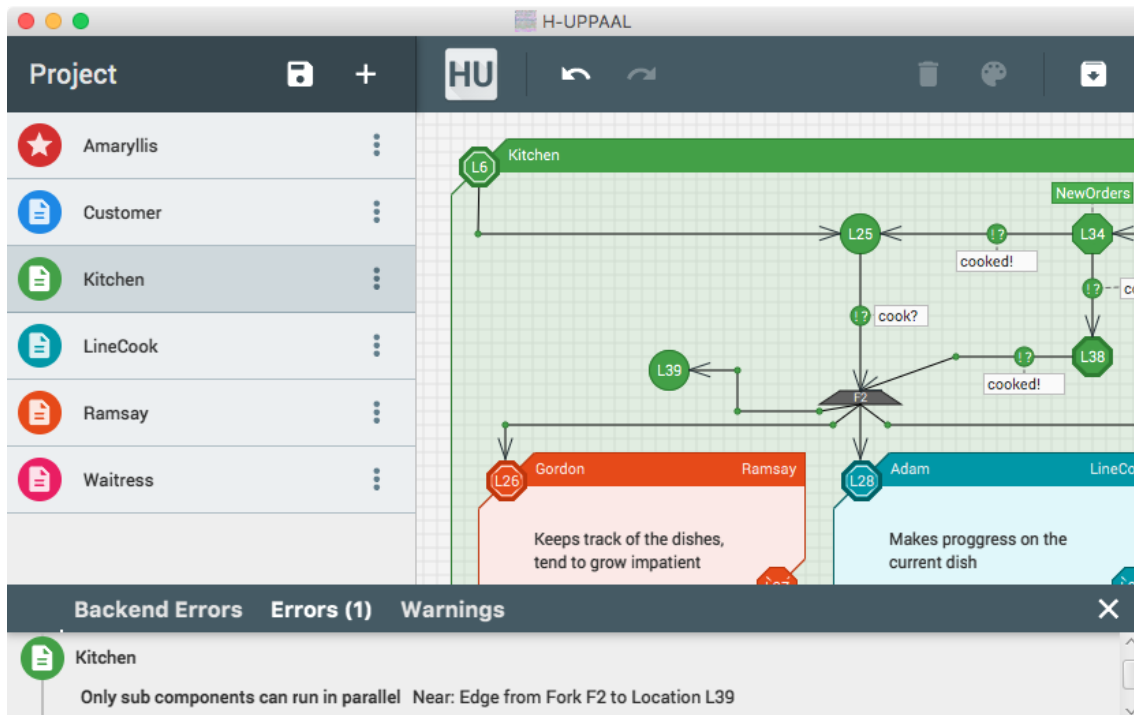 H-UPPAAL
Project
HU
Amaryllis
Customer
Kitchen
LineCook
Ramsay
Waitress
L6
Kitchen
NewOrders
L25
! ?
L34
cooked!
! ?
cook?
! ?
L39
! ?
L38
cooked!
F2
L26
Gordon
Ramsay
Keeps track of the dishes,
tend to grow impatient
L28
Adam
Makes proggress on the
current dish
Backend Errors
Errors (1)
Warnings
Kitchen
Only sub components can run in parallel Near: Edge from Fork F2 to Location L39